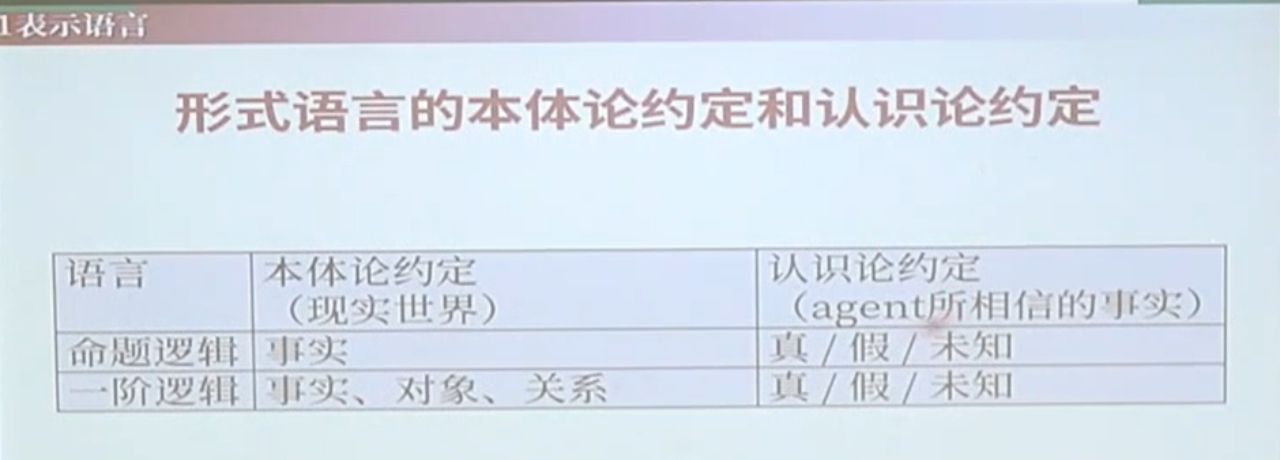 1表示语言
形式语言的本体论约定和认识论约定
语言
本体论约定
（现实世界）
认识论约定
（agent所相信的事实）
命题逻辑
事实
真 / 假 / 未知
一阶逻辑
事实、对象、关系
真 / 假 / 未知